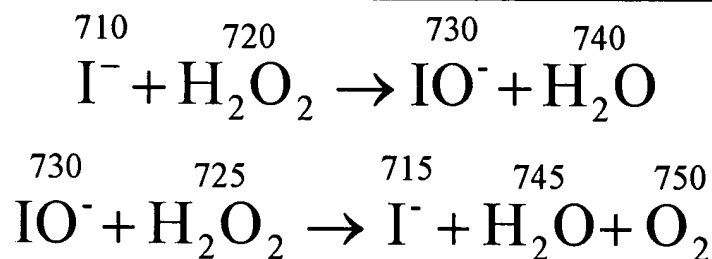 710 720 730 740
I⁻ + H₂O₂ → IO⁻ + H₂O
730 725 715 745 750
IO⁻ + H₂O₂ → I⁻ + H₂O + O₂